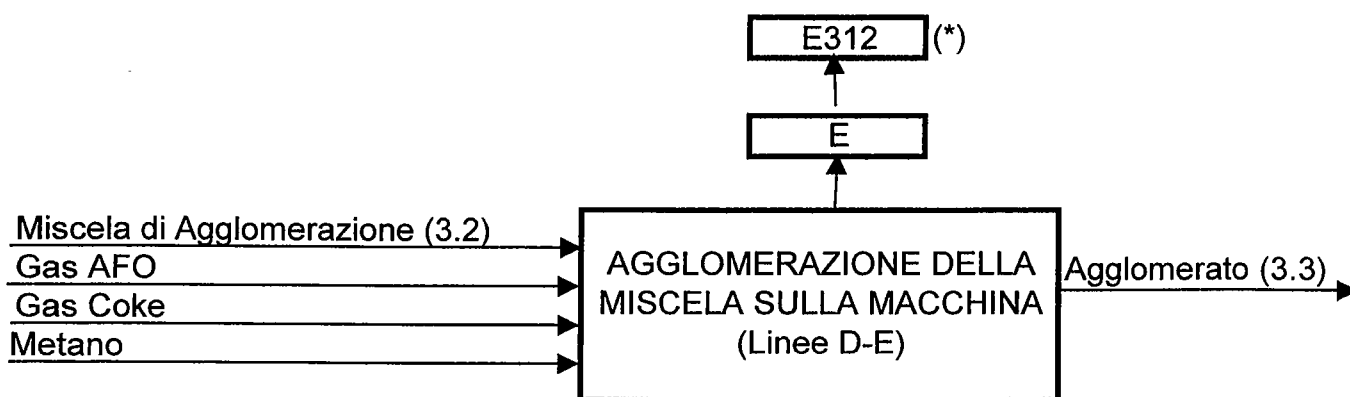 E312 (*)
E
Miscela di Agglomerazione (3.2)
Gas AFO
Gas Coke
Metano
AGGLOMERAZIONE DELLA
MISCELA SULLA MACCHINA
(Linee D-E)
Agglomerato (3.3)